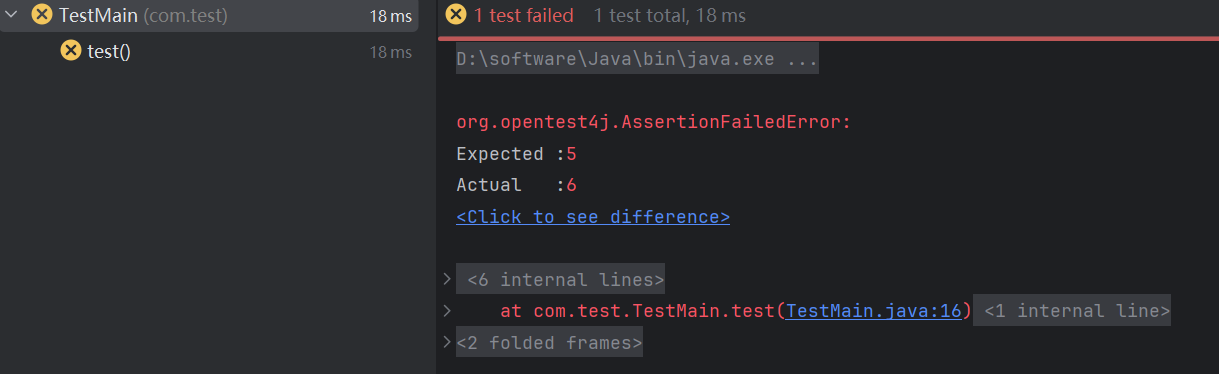 TestMain (com.test) 18 ms
test() 18 ms
1 test failed 1 test total, 18 ms
D:\software\Java\bin\java.exe ...
org.opentest4j.AssertionFailedError:
Expected :5
Actual   :6
<Click to see difference>
<6 internal lines>
at com.test.TestMain.test(TestMain.java:16) <1 internal line>
<2 folded frames>